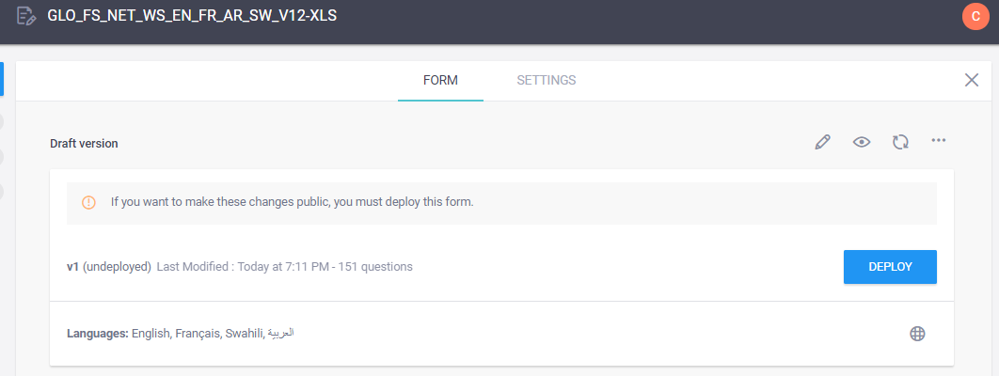 GLO_FS_NET_WS_EN_FR_AR_SW_V12-XLS
C
FORM SETTINGS
Draft version
If you want to make these changes public, you must deploy this form.
v1 (undeployed) Last Modified : Today at 7:11 PM - 151 questions
DEPLOY
Languages: English, Français, Swahili, العربية